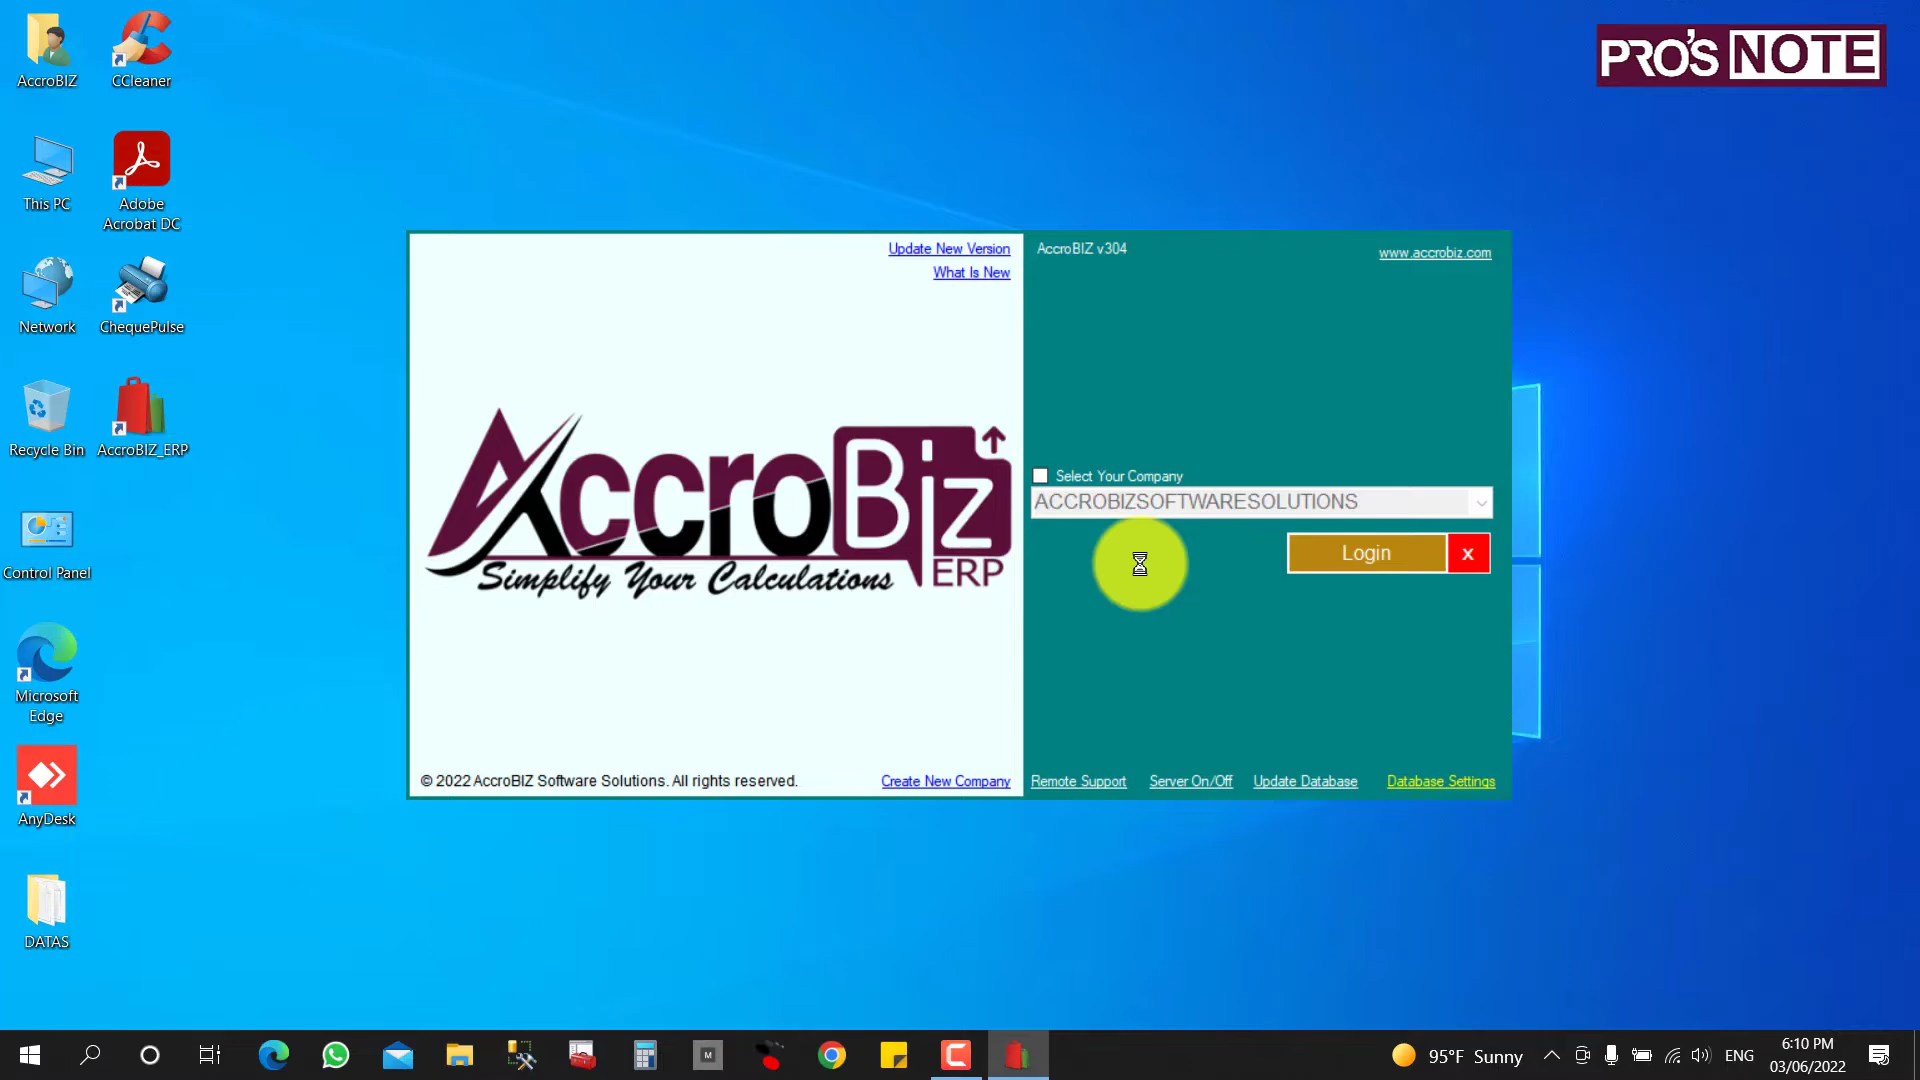 AccroBIZ
CCleaner
PRO'S NOTE
This PC
Adobe
Acrobat DC
Network
ChequePulse
Recycle Bin
AccroBIZ_ERP
Control Panel
Microsoft
Edge
AnyDesk
DATAS
Update New Version
What Is New
AccroBiz
ERP
Simplify Your Calculations
© 2022 AccroBIZ Software Solutions. All rights reserved.
Create New Company
AccroBIZ v304
www.accrobiz.com
Select Your Company
ACCROBIZSOFTWARESOLUTIONS
Login
x
Remote Support
Server On/Off
Update Database
Database Settings
M
95°F Sunny
ENG
6:10 PM
03/06/2022